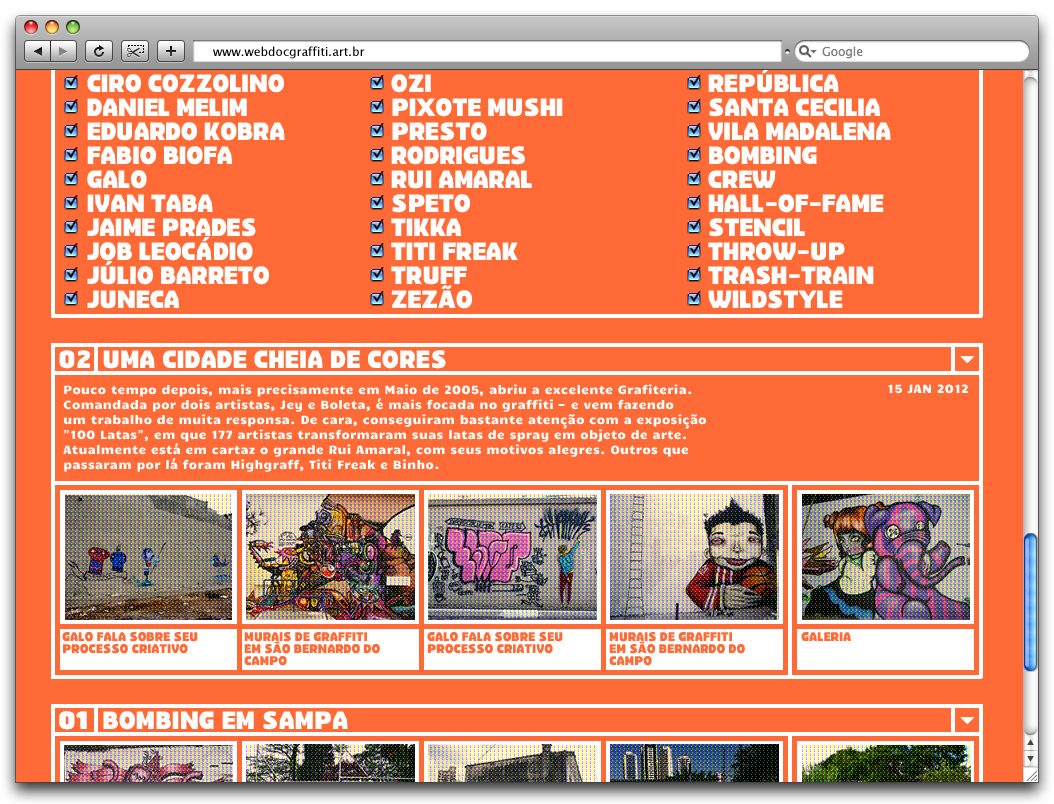 www.webdocgraffiti.art.br
Google
CIRO COZZOLINO
DANIEL MELIM
EDUARDO KOBRA
FABIO BIOFA
GALO
IVAN TABA
JAIME PRADES
JOB LEOCÁDIO
JÚLIO BARRETO
JUNECA
OZI
PIXOTE MUSHI
PRESTO
RODRIGUES
RUI AMARAL
SPETO
TIKKA
TITI FREAK
TRUFF
ZEZÃO
REPÚBLICA
SANTA CECILIA
VILA MADALENA
BOMBING
CREW
HALL-OF-FAME
STENCIL
THROW-UP
TRASH-TRAIN
WILDSTYLE
02 UMA CIDADE CHEIA DE CORES
Pouco tempo depois, mais precisamente em Maio de 2005, abriu a excelente Grafiteria.
Comandada por dois artistas, Jey e Boleta, é mais focada no graffiti - e vem fazendo
um trabalho de muita responsa. De cara, conseguiram bastante atenção com a exposição
"100 Latas", em que 177 artistas transformaram suas latas de spray em objeto de arte.
Atualmente está em cartaz o grande Rui Amaral, com seus motivos alegres. Outros que
passaram por lá foram Highgraff, Titi Freak e Binho.
15 JAN 2012
GALO FALA SOBRE SEU
PROCESSO CRIATIVO
MURAIS DE GRAFFITI
EM SÃO BERNARDO DO
CAMPO
GALO FALA SOBRE SEU
PROCESSO CRIATIVO
MURAIS DE GRAFFITI
EM SÃO BERNARDO DO
CAMPO
GALERIA
01 BOMBING EM SAMPA